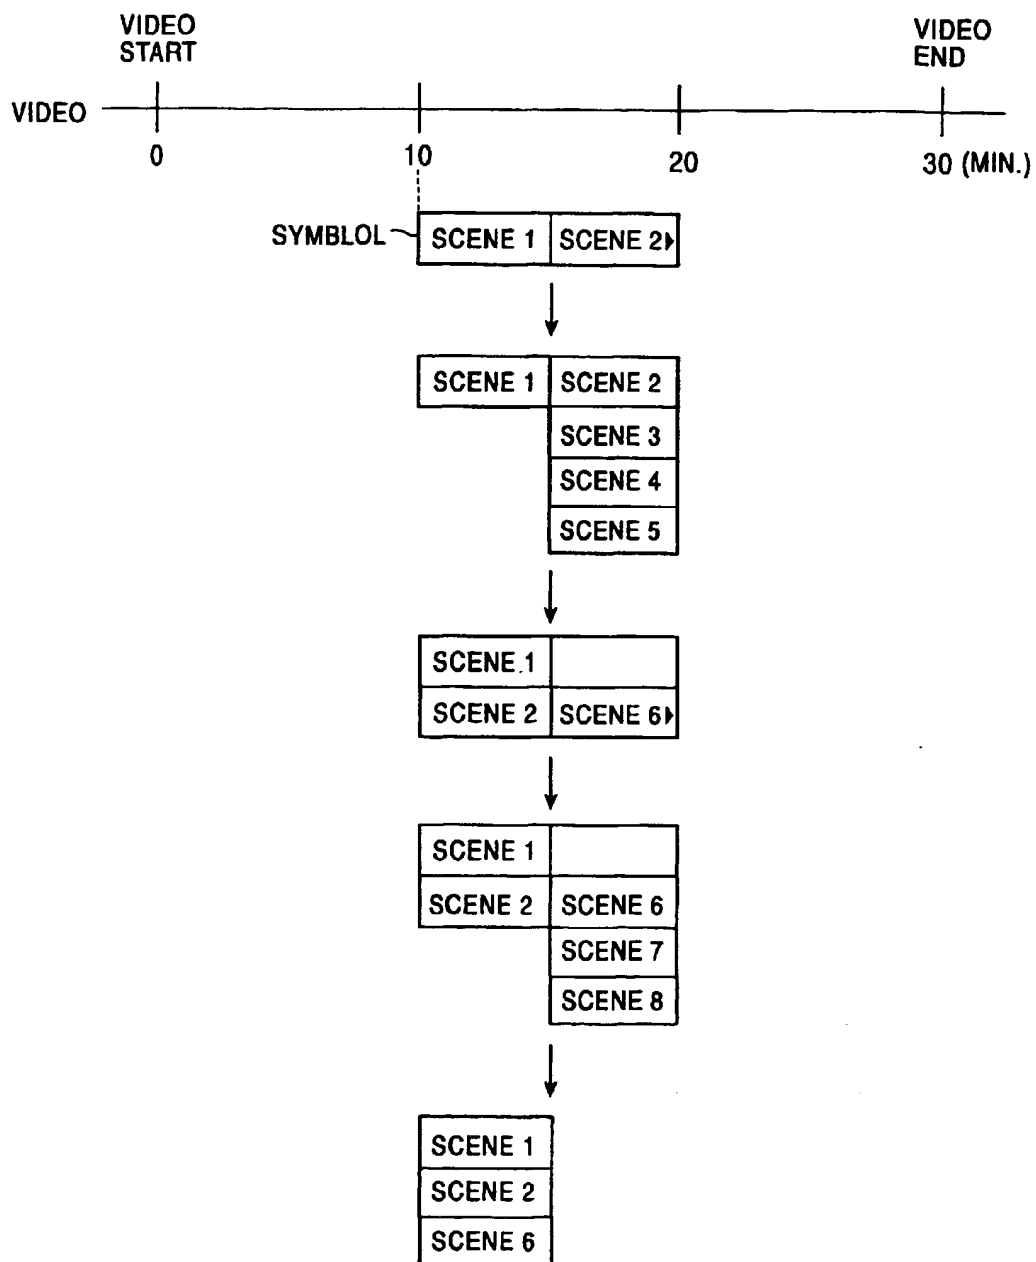 VIDEO
START
VIDEO
END
VIDEO
0
10
20
30 (MIN.)
SYMBLOL
SCENE 1
SCENE 2
SCENE 1
SCENE 2
SCENE 3
SCENE 4
SCENE 5
SCENE 1
SCENE 2
SCENE 6
SCENE 1
SCENE 2
SCENE 6
SCENE 7
SCENE 8
SCENE 1
SCENE 2
SCENE 6